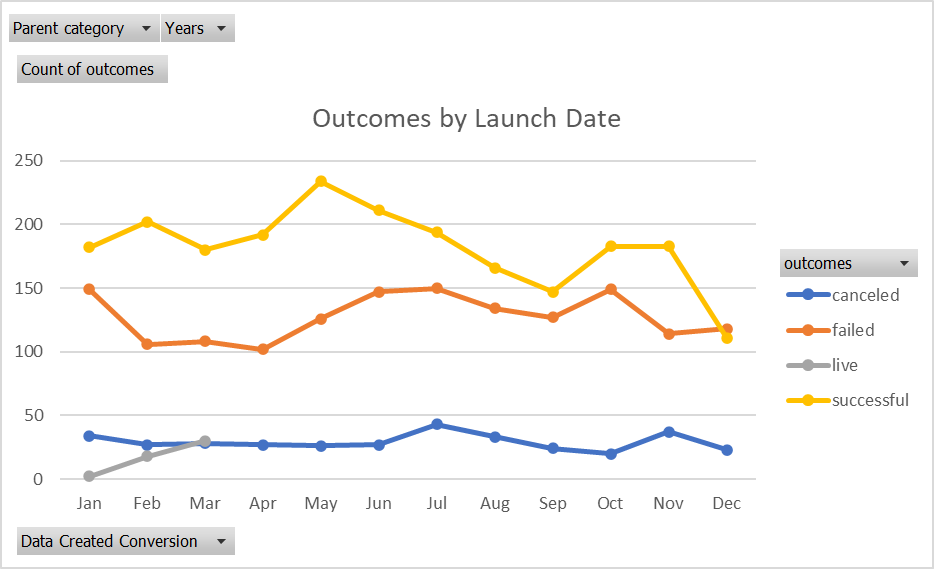 Parent category Years
Count of outcomes
Outcomes by Launch Date
250
200
150
100
50
0
Jan Feb Mar Apr May Jun Jul Aug Sep Oct Nov Dec
outcomes
canceled
failed
live
successful
Data Created Conversion